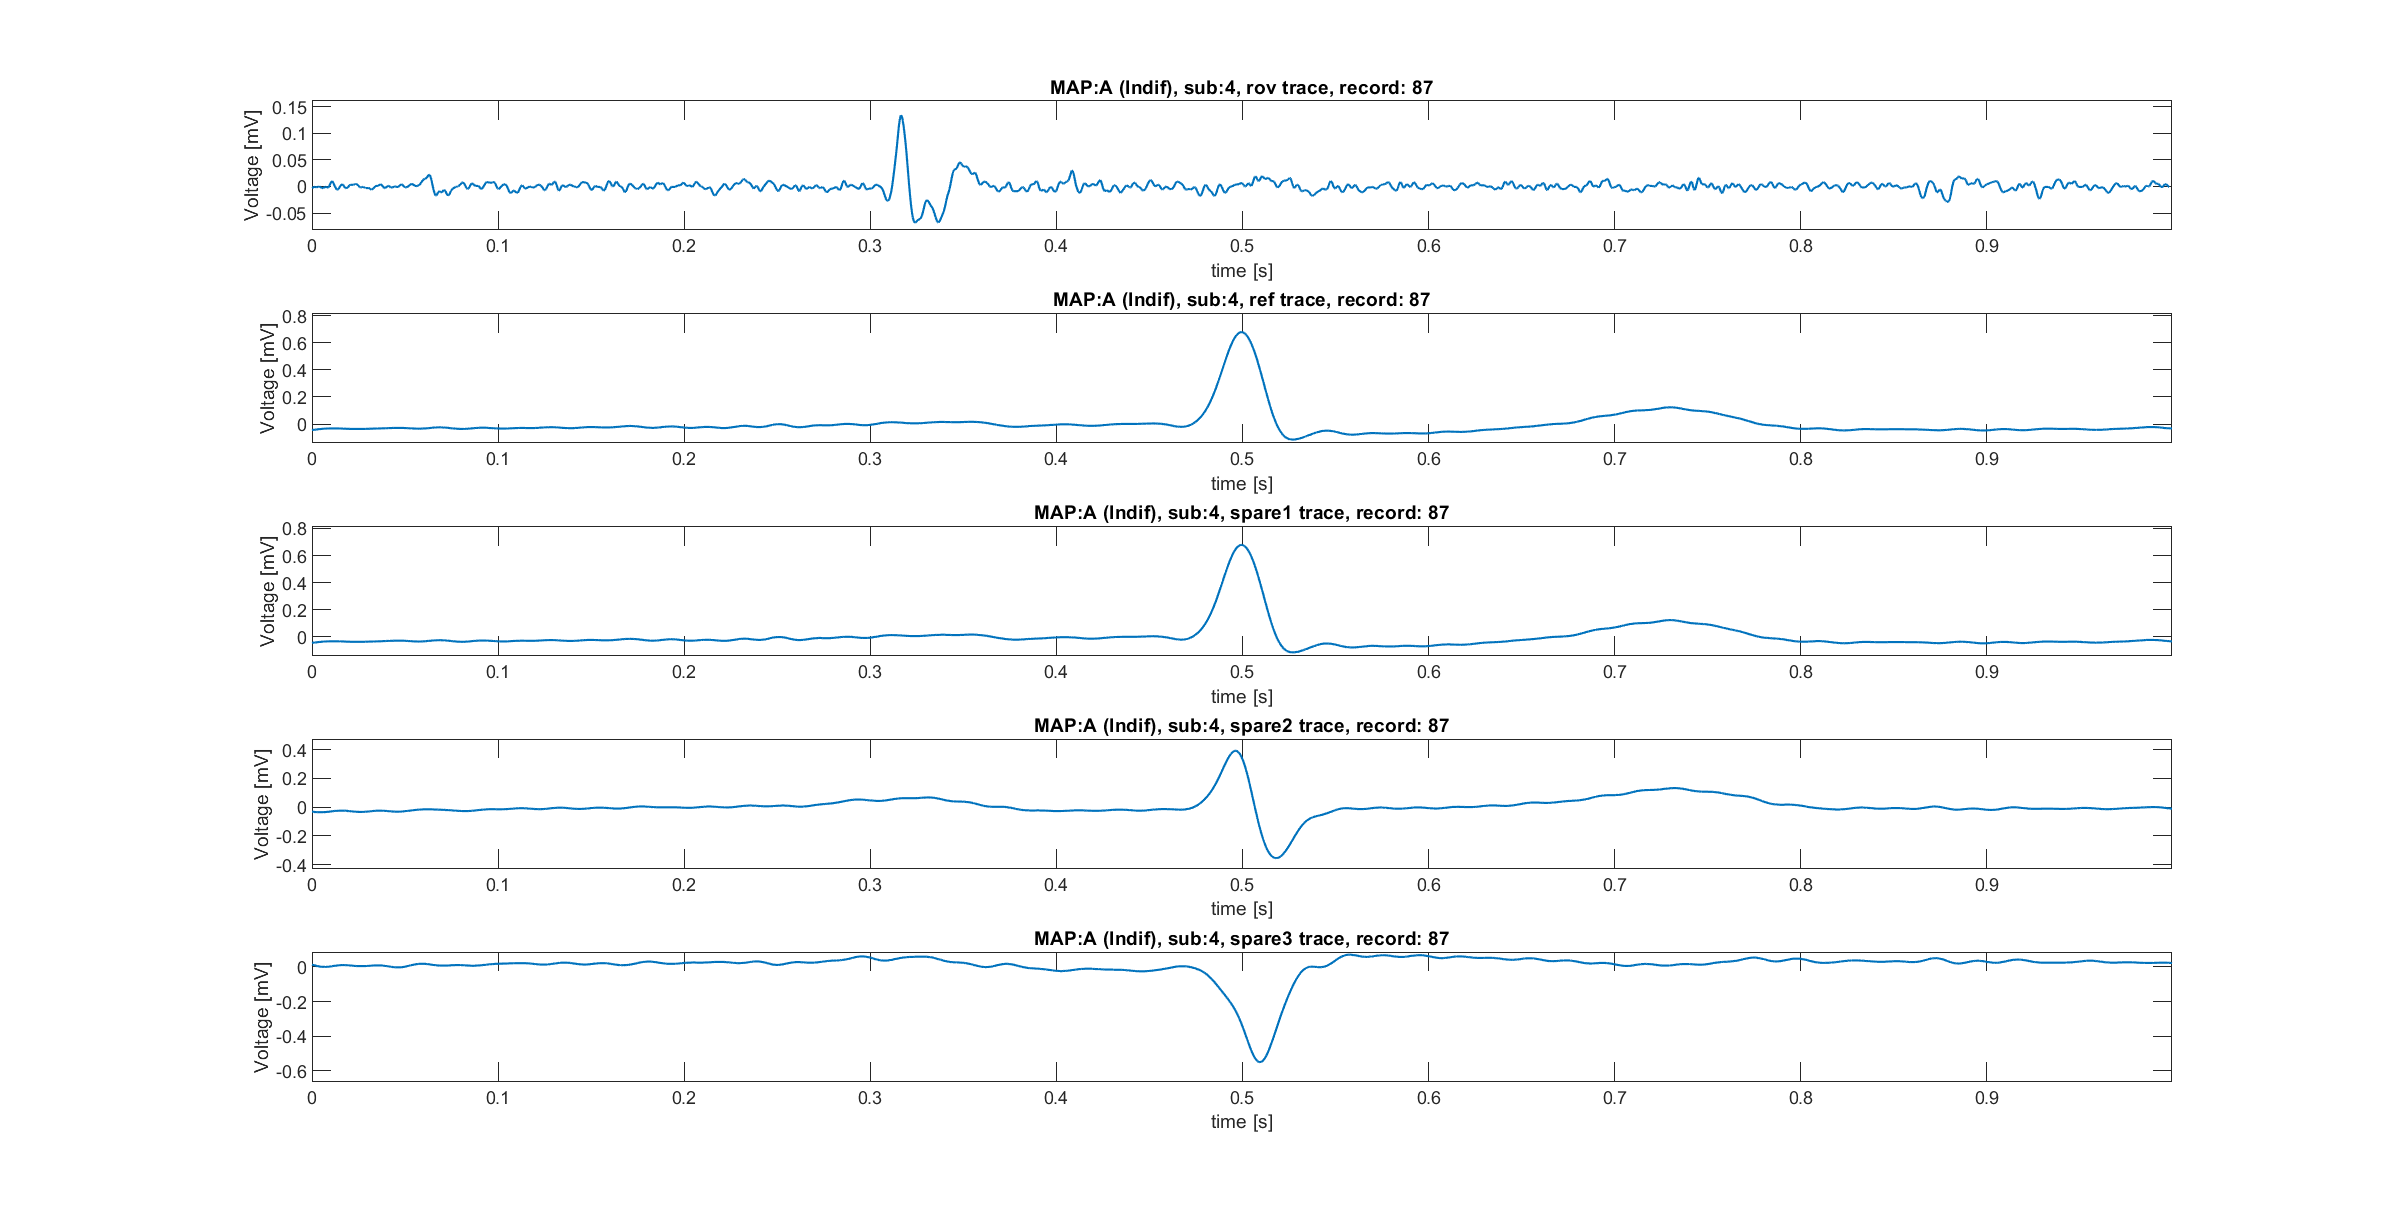 MAP:A (Indif), sub:4, rov trace, record: 87
Voltage [mV]
0.15
0.1
0.05
0
-0.05
0 0.1 0.2 0.3 0.4 0.5 0.6 0.7 0.8 0.9
time [s]
MAP:A (Indif), sub:4, ref trace, record: 87
Voltage [mV]
0.8
0.6
0.4
0.2
0
0 0.1 0.2 0.3 0.4 0.5 0.6 0.7 0.8 0.9
time [s]
MAP:A (Indif), sub:4, spare1 trace, record: 87
Voltage [mV]
0.8
0.6
0.4
0.2
0
0 0.1 0.2 0.3 0.4 0.5 0.6 0.7 0.8 0.9
time [s]
MAP:A (Indif), sub:4, spare2 trace, record: 87
Voltage [mV]
0.4
0.2
0
-0.2
-0.4
0 0.1 0.2 0.3 0.4 0.5 0.6 0.7 0.8 0.9
time [s]
MAP:A (Indif), sub:4, spare3 trace, record: 87
Voltage [mV]
0
-0.2
-0.4
-0.6
0 0.1 0.2 0.3 0.4 0.5 0.6 0.7 0.8 0.9
time [s]